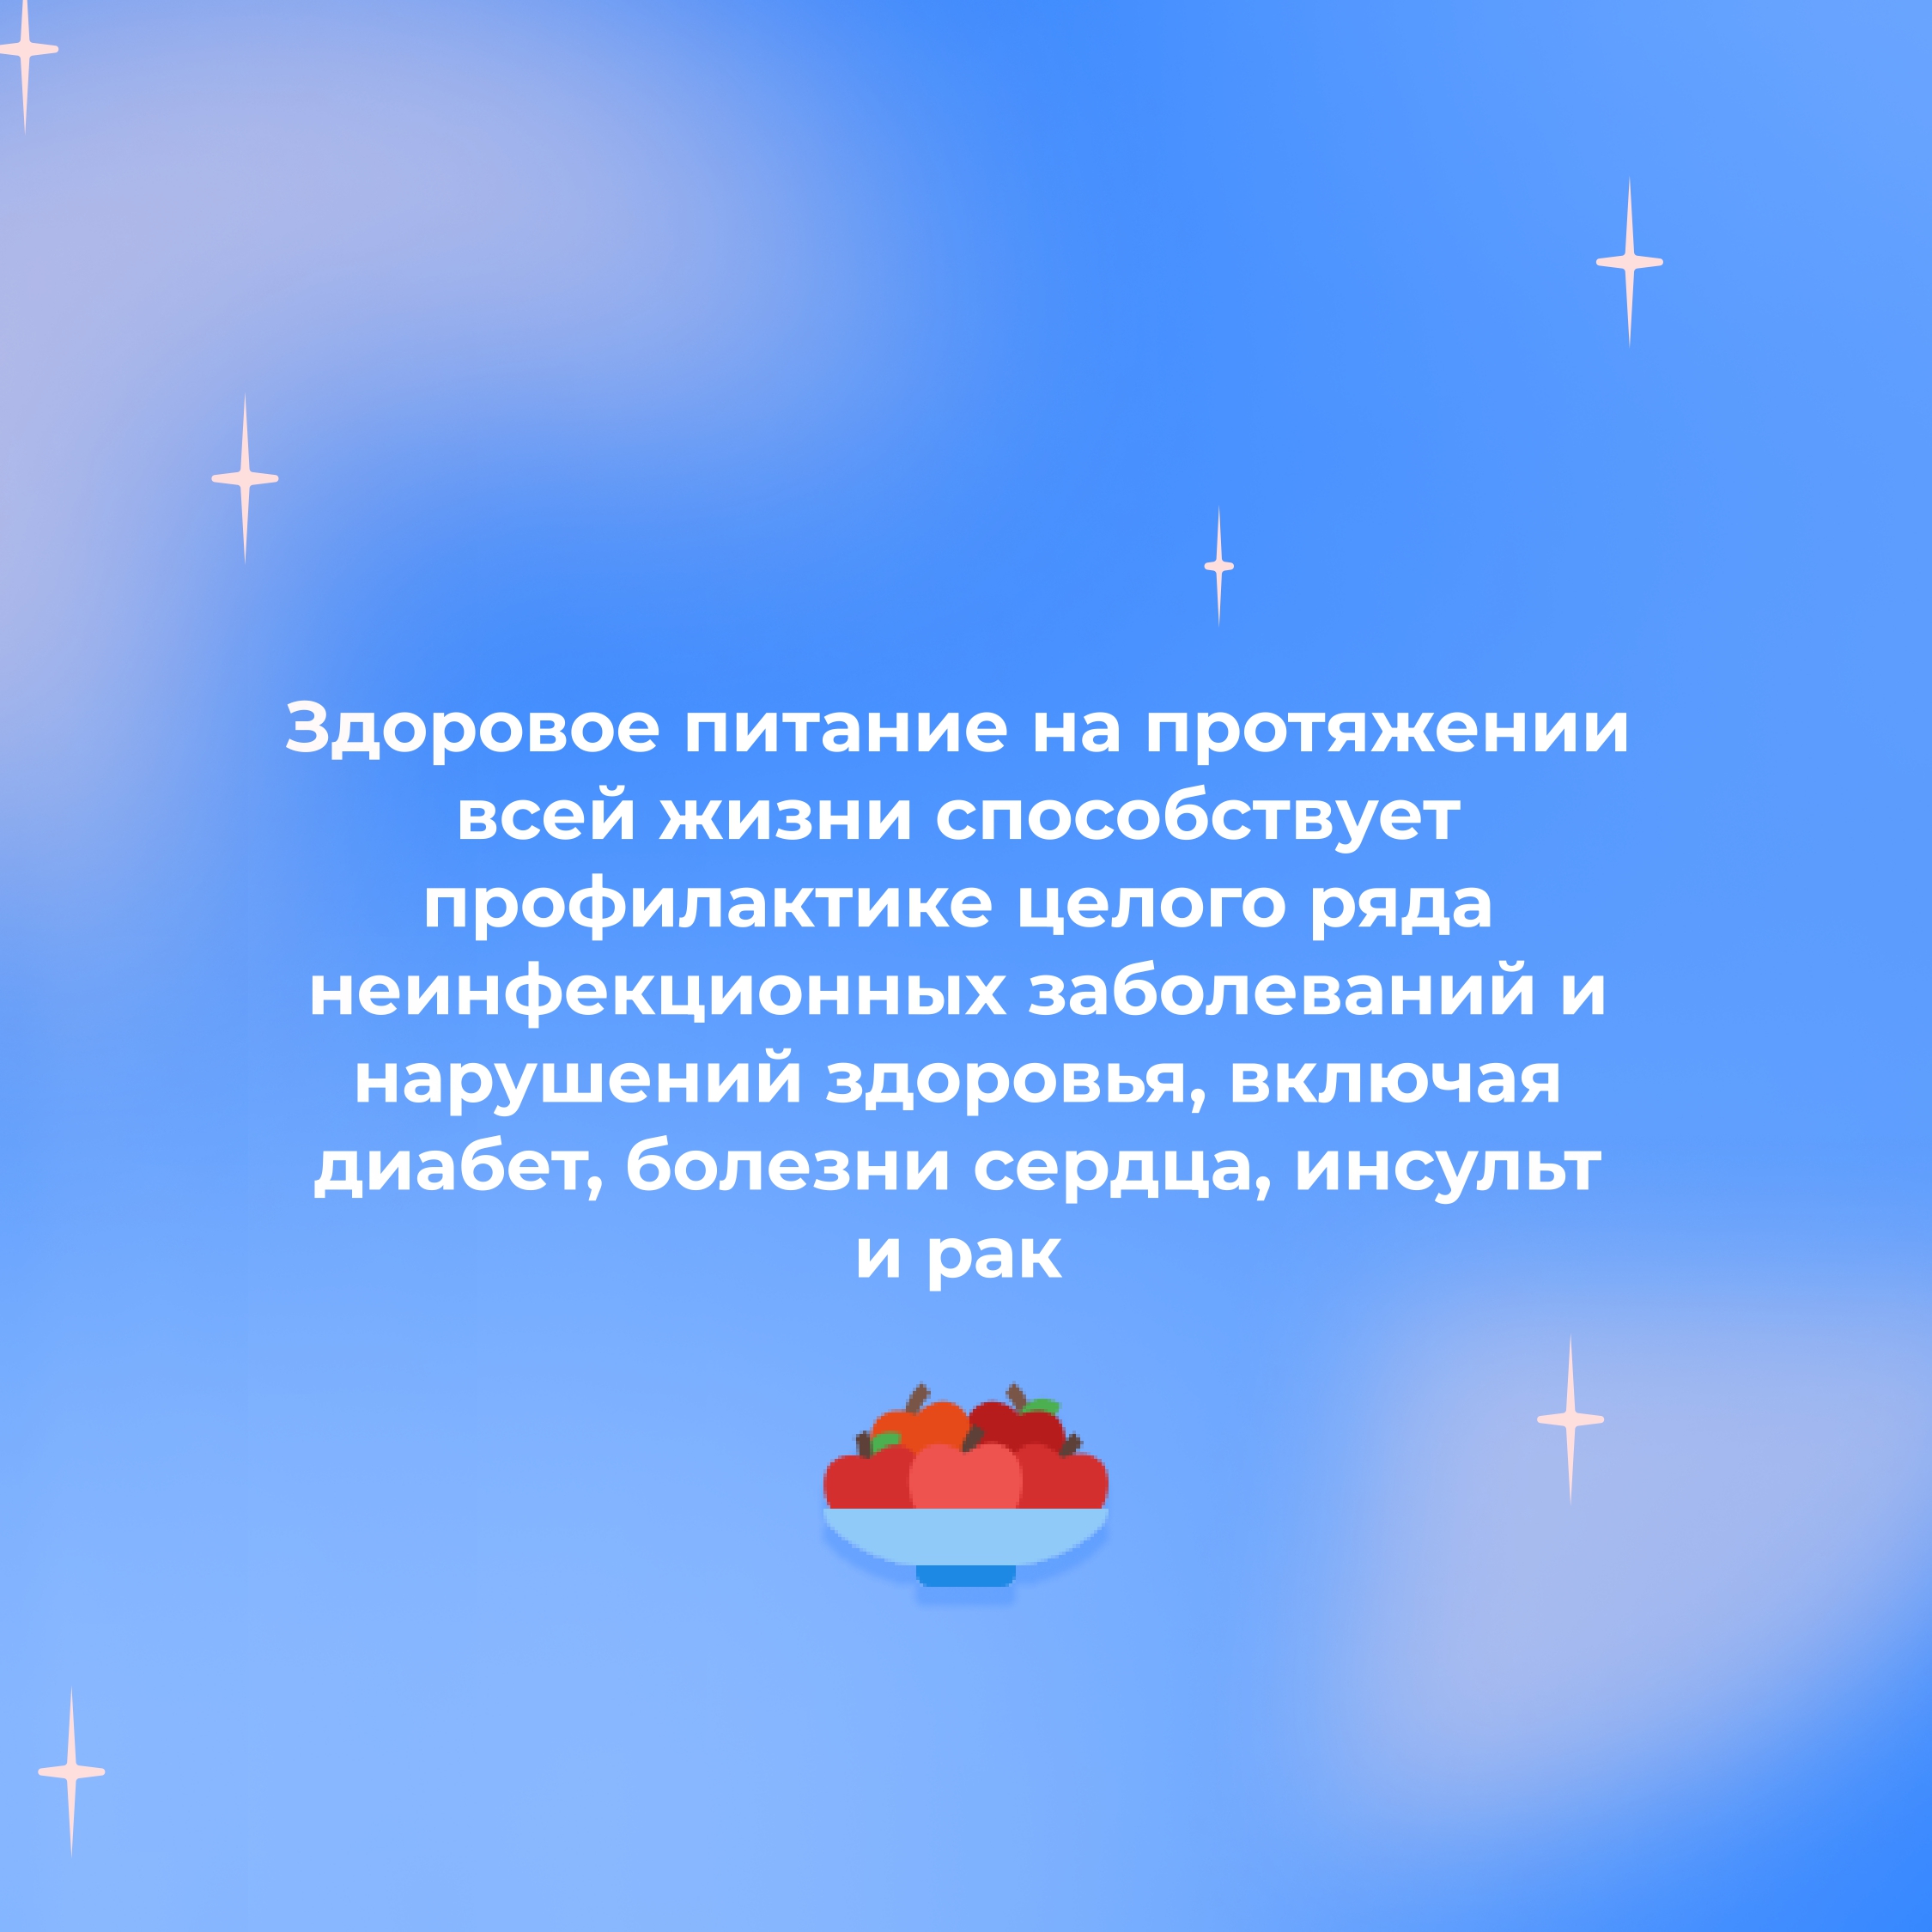 Здоровое питание на протяжении
всей жизни способствует
профилактике целого ряда
неинфекционных заболеваний и
нарушений здоровья, включая
диабет, болезни сердца, инсульт
и рак